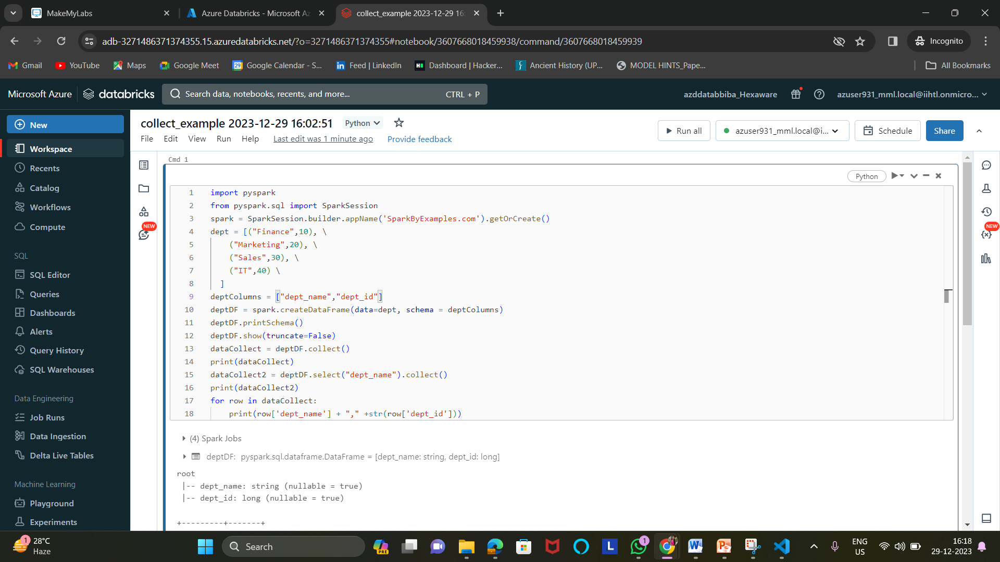 MakeMyLabs
Azure Databricks - Microsoft Az
collect_example 2023-12-29 16:
adb-3271486371374355.15.azuredatabricks.net/?o=3271486371374355#notebook/3607668018459938/command/3607668018459939
Incognito
Gmail
YouTube
Maps
Google Meet
29
Google Calendar - S...
Feed | LinkedIn
Dashboard | Hacker...
Ancient History (UP...
MODEL HINTS_Pape...
All Bookmarks
Microsoft Azure
databricks
Search data, notebooks, recents, and more...
CTRL + P
azddatabbiba_Hexaware
azuser931_mml.local@iihtl.onmicro...
New
Workspace
Recents
Catalog
Workflows
Compute
SQL
SQL Editor
Queries
Dashboards
Alerts
Query History
SQL Warehouses
Data Engineering
Job Runs
Data Ingestion
Delta Live Tables
Machine Learning
Playground
Experiments
collect_example 2023-12-29 16:02:51
Python
File Edit View Run Help Last edit was 1 minute ago Provide feedback
Run all
azuser931_mml.local@i...
Schedule
Share
NEW
NEW
Cmd 1
Python
1 import pyspark
2 from pyspark.sql import SparkSession
3 spark = SparkSession.builder.appName('SparkByExamples.com').getOrCreate()
4 dept = [("Finance",10), \
5 ("Marketing",20), \
6 ("Sales",30), \
7 ("IT",40) \
8 ]
9 deptColumns = ["dept_name","dept_id"]
10 deptDF = spark.createDataFrame(data=dept, schema = deptColumns)
11 deptDF.printSchema()
12 deptDF.show(truncate=False)
13 dataCollect = deptDF.collect()
14 print(dataCollect)
15 dataCollect2 = deptDF.select("dept_name").collect()
16 print(dataCollect2)
17 for row in dataCollect:
18 print(row['dept_name'] + "," +str(row['dept_id']))
(4) Spark Jobs
deptDF: pyspark.sql.dataframe.DataFrame = [dept_name: string, dept_id: long]
root
|-- dept_name: string (nullable = true)
|-- dept_id: long (nullable = true)
+---------+-------+
1
28°C
Haze
Search
PRE
L
1
ENG
US
16:18
29-12-2023